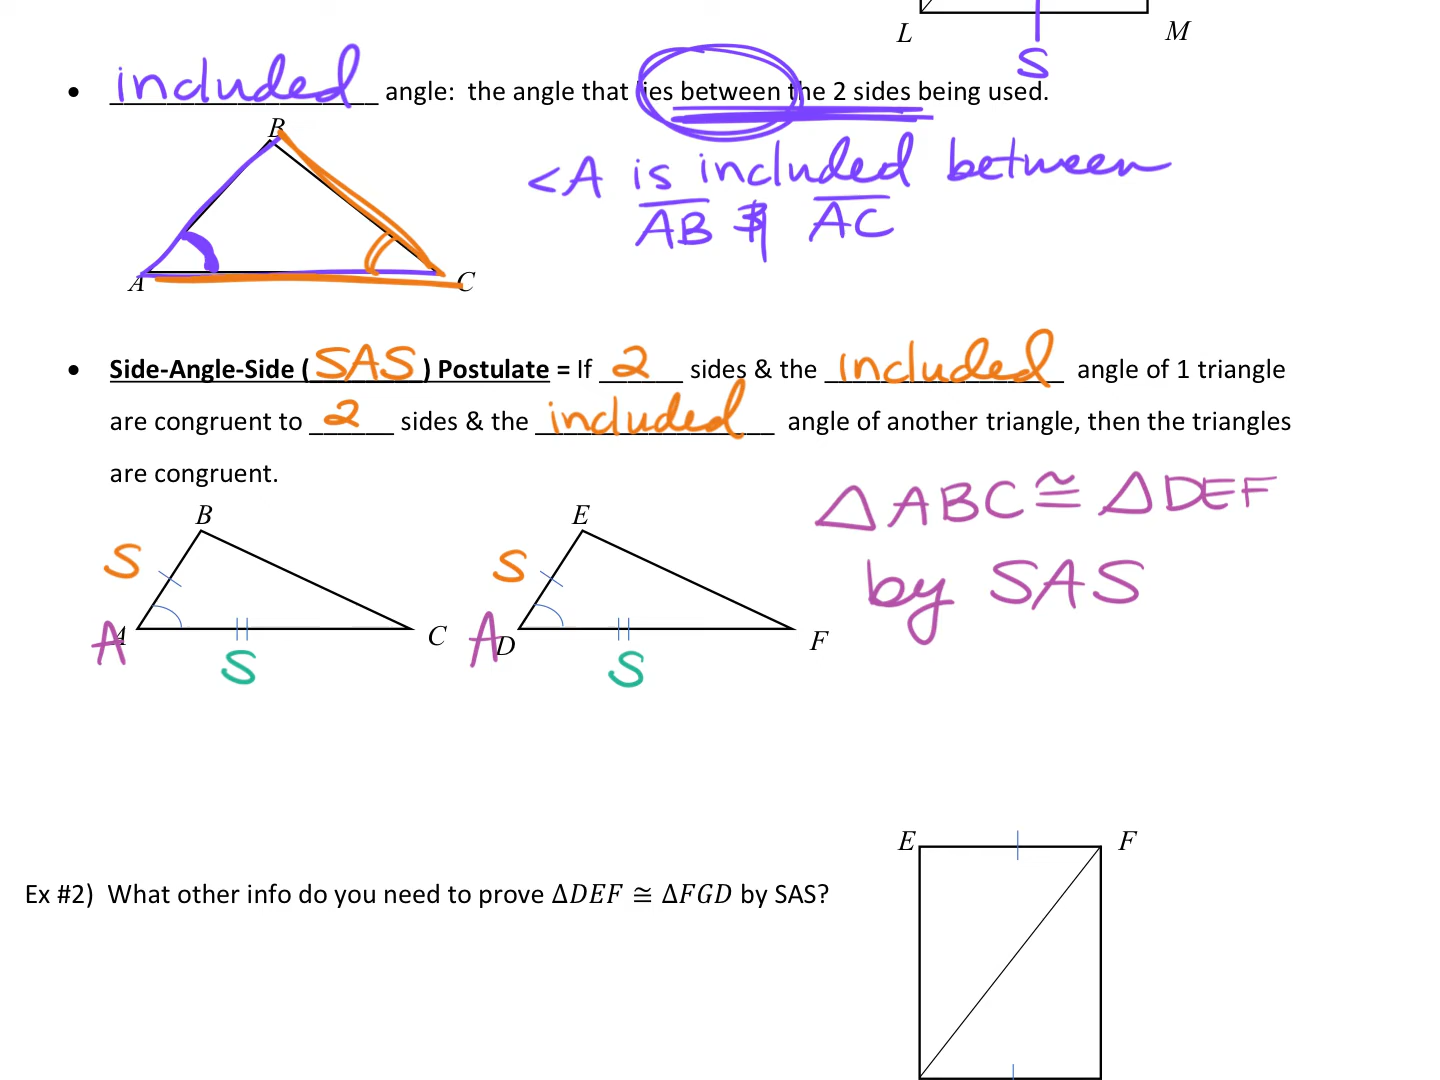 L
M
S
• included angle: the angle that lies between the 2 sides being used.
B
<A is included between
AB & AC
A
C
• Side-Angle-Side (SAS) Postulate = If 2 sides & the included angle of 1 triangle
are congruent to 2 sides & the included angle of another triangle, then the triangles
are congruent.
△ABC ≅ △DEF
by SAS
B
E
S
S
A
A
C
A
D
F
S
S
E
F
Ex #2) What other info do you need to prove ΔDEF ≅ ΔFGD by SAS?